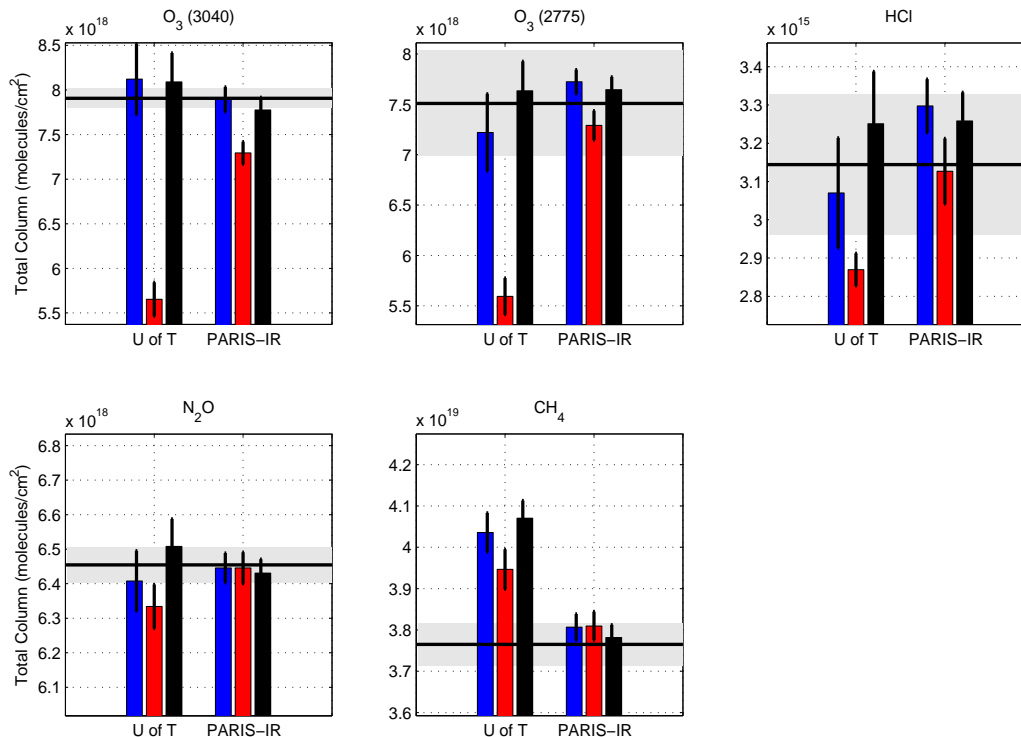 O3 (3040)
x 10^18
8.5
8
7.5
7
6.5
6
5.5
Total Column (molecules/cm^2)
U of T PARIS−IR
O3 (2775)
x 10^18
8
7.5
7
6.5
6
5.5
U of T PARIS−IR
HCl
x 10^15
3.4
3.3
3.2
3.1
3
2.9
2.8
U of T PARIS−IR
N2O
x 10^18
6.8
6.7
6.6
6.5
6.4
6.3
6.2
6.1
Total Column (molecules/cm^2)
U of T PARIS−IR
CH4
x 10^19
4.2
4.1
4
3.9
3.8
3.7
3.6
U of T PARIS−IR